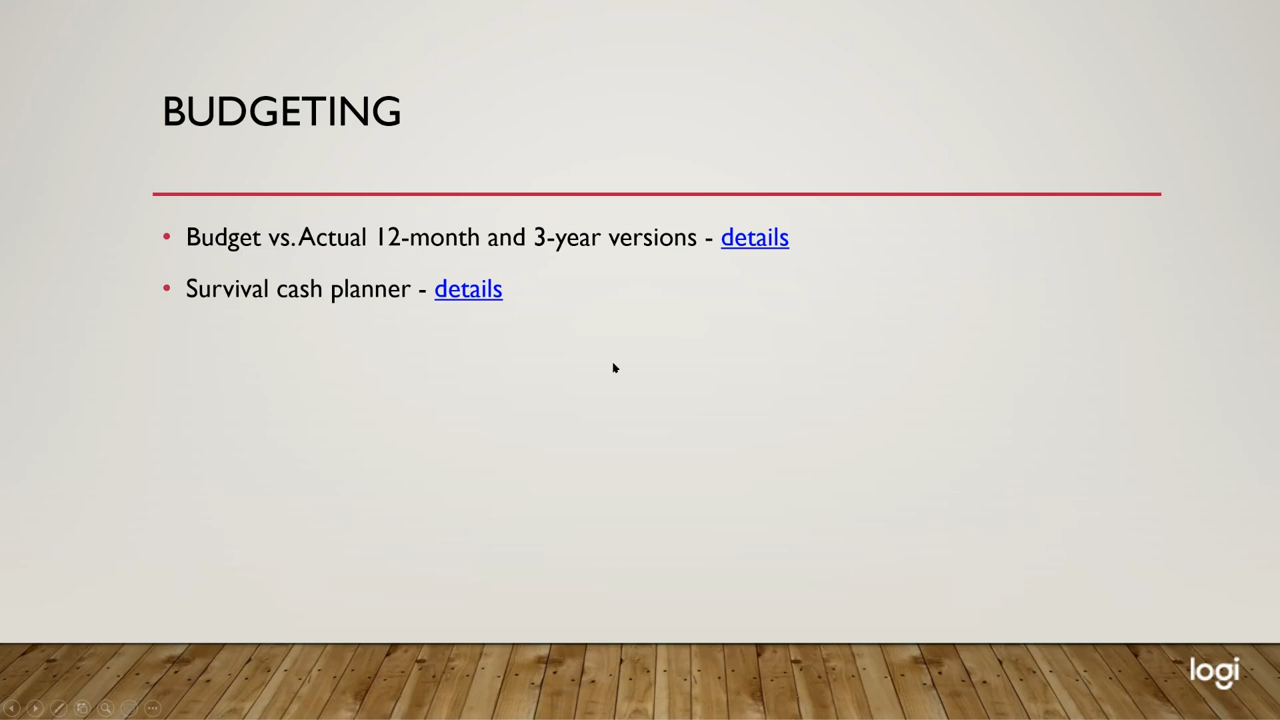 BUDGETING
• Budget vs. Actual 12-month and 3-year versions - details
• Survival cash planner - details
logi